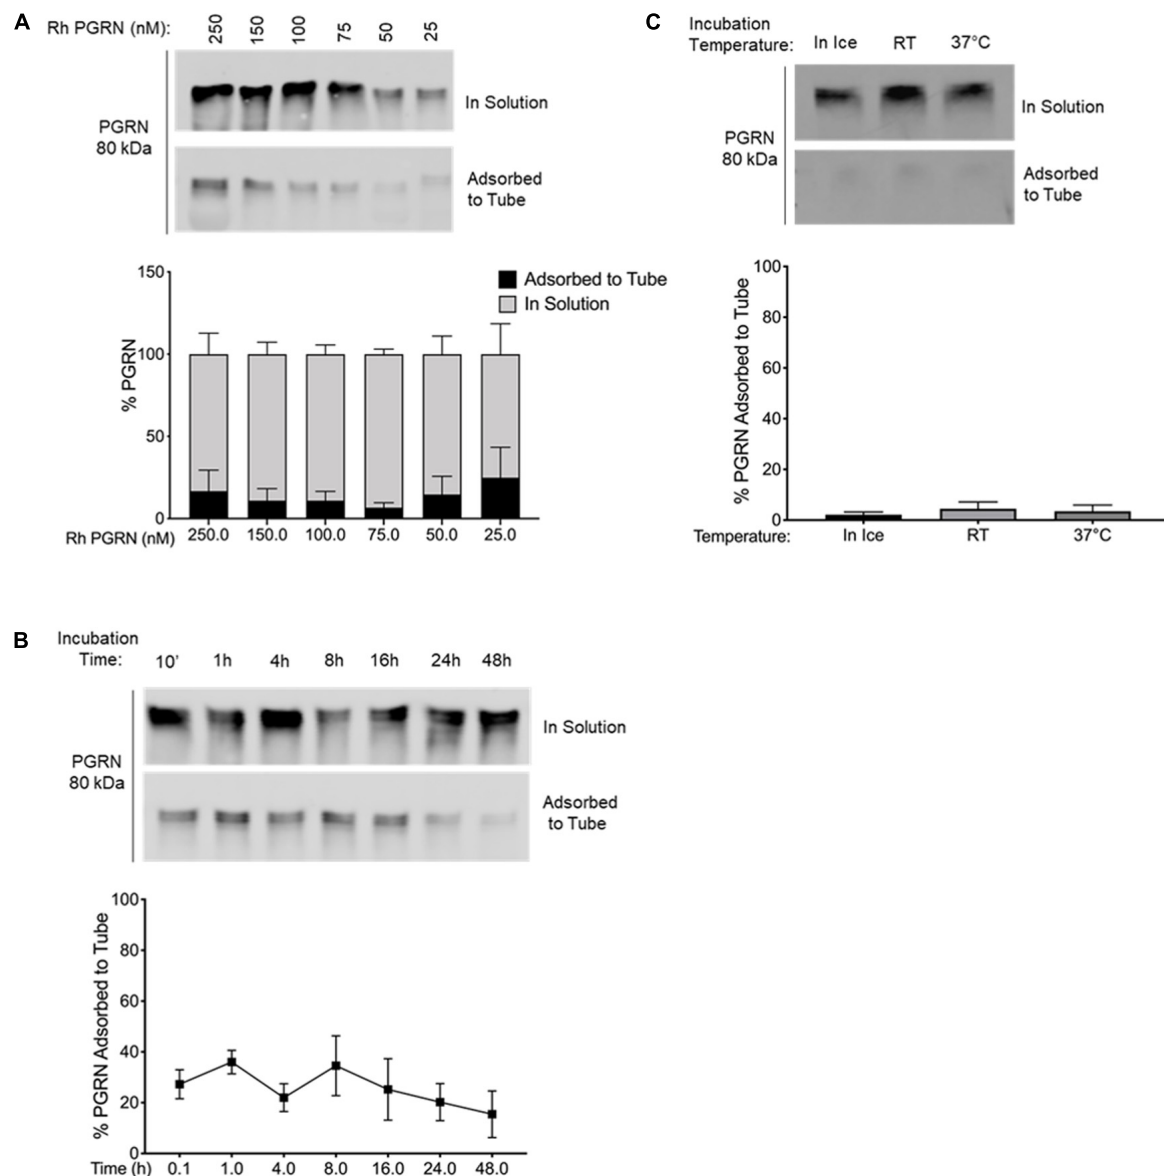 A
Rh PGRN (nM):
250 150 100 75 50 25
PGRN
80 kDa
In Solution
Adsorbed
to Tube
Adsorbed to Tube
In Solution
% PGRN
150
100
50
0
Rh PGRN (nM) 250.0 150.0 100.0 75.0 50.0 25.0
C
Incubation
Temperature: In Ice RT 37°C
PGRN
80 kDa
In Solution
Adsorbed
to Tube
% PGRN Adsorbed to Tube
100
80
60
40
20
0
Temperature: In Ice RT 37°C
B
Incubation
Time: 10' 1h 4h 8h 16h 24h 48h
PGRN
80 kDa
In Solution
Adsorbed
to Tube
% PGRN Adsorbed to Tube
100
80
60
40
20
0
Time (h) 0.1 1.0 4.0 8.0 16.0 24.0 48.0